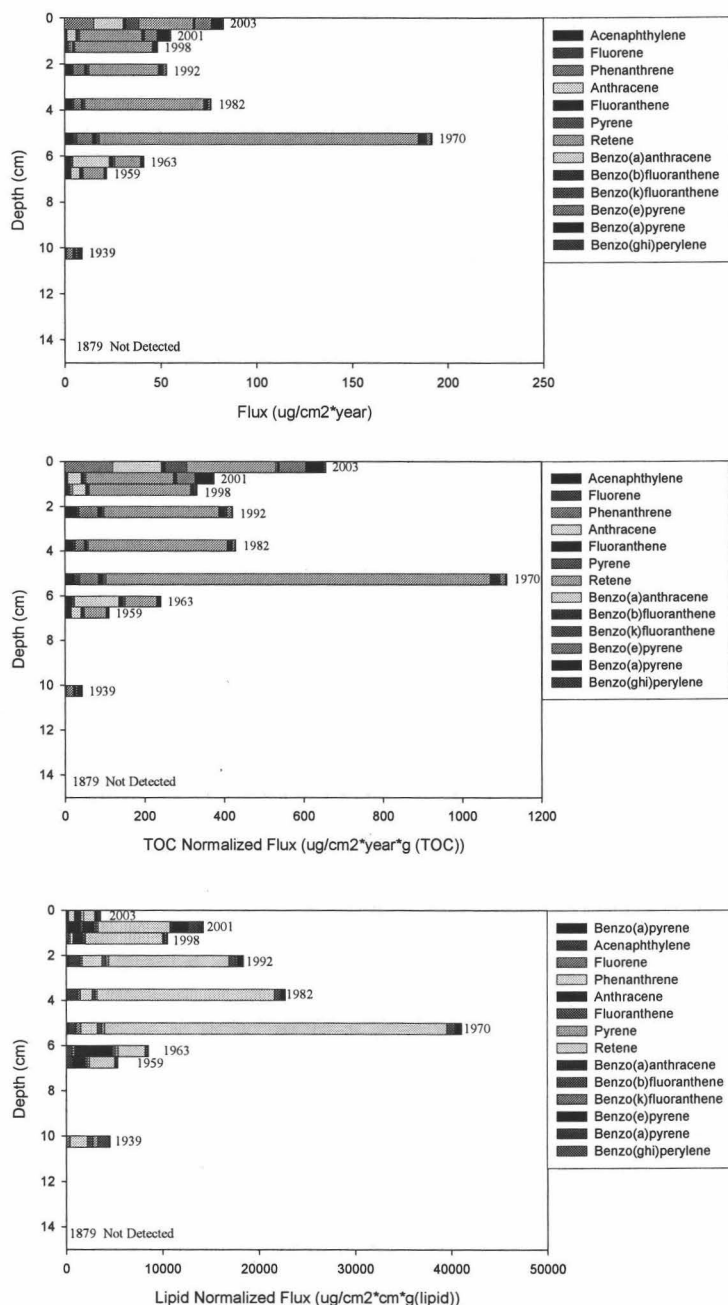 0
2003
2001
1998
2
1992
1982
4
1970
6
1963
1959
8
10
1939
12
14
1879 Not Detected
Depth (cm)
0 50 100 150 200 250
Flux (ug/cm2*year)
Acenaphthylene
Fluorene
Phenanthrene
Anthracene
Fluoranthene
Pyrene
Retene
Benzo(a)anthracene
Benzo(b)fluoranthene
Benzo(k)fluoranthene
Benzo(e)pyrene
Benzo(a)pyrene
Benzo(ghi)perylene
0
2003
2001
1998
2
1992
1982
4
1970
6
1963
1959
8
10
1939
12
14
1879 Not Detected
Depth (cm)
0 200 400 600 800 1000 1200
TOC Normalized Flux (ug/cm2*year*g (TOC))
Acenaphthylene
Fluorene
Phenanthrene
Anthracene
Fluoranthene
Pyrene
Retene
Benzo(a)anthracene
Benzo(b)fluoranthene
Benzo(k)fluoranthene
Benzo(e)pyrene
Benzo(a)pyrene
Benzo(ghi)perylene
0
2003
2001
1998
2
1992
1982
4
1970
6
1963
1959
8
10
1939
12
14
1879 Not Detected
Depth (cm)
0 10000 20000 30000 40000 50000
Lipid Normalized Flux (ug/cm2*cm*g(lipid))
Benzo(a)pyrene
Acenaphthylene
Fluorene
Phenanthrene
Anthracene
Fluoranthene
Pyrene
Retene
Benzo(a)anthracene
Benzo(b)fluoranthene
Benzo(k)fluoranthene
Benzo(e)pyrene
Benzo(a)pyrene
Benzo(ghi)perylene